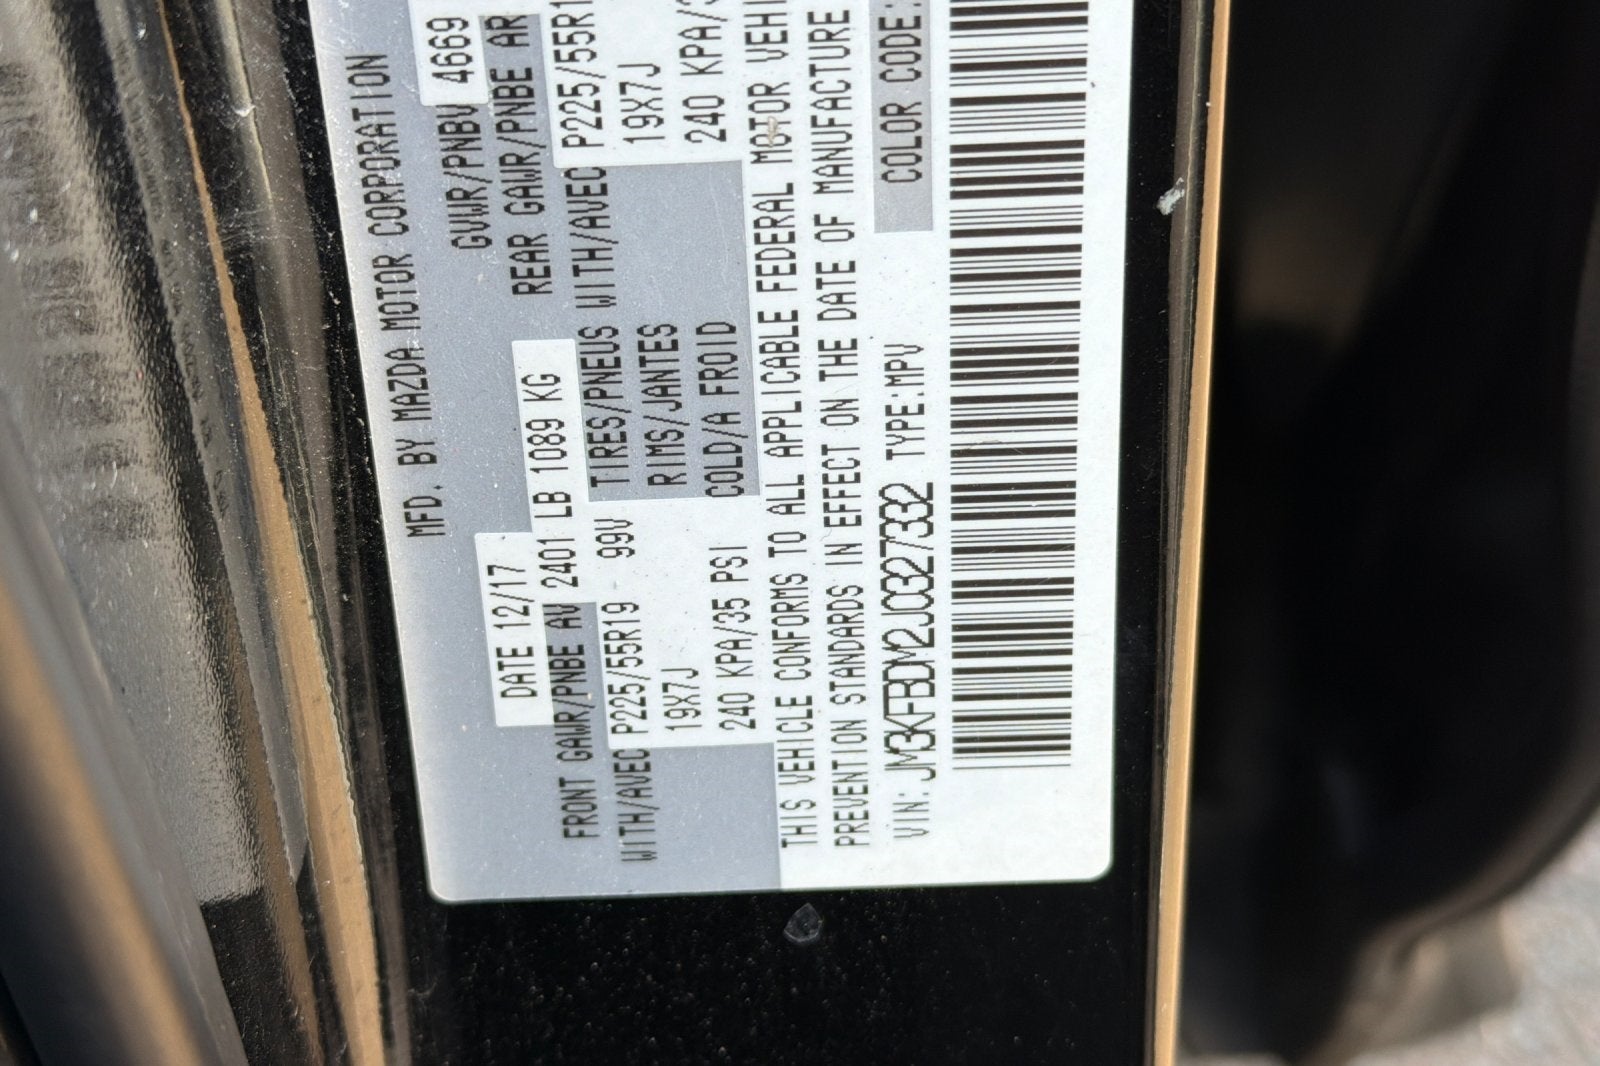 MFD. BY MAZDA MOTOR CORPORATION
DATE 12/17 GVWR/PNBV 4669
FRONT GAWR/PNBE AV 2401 LB 1089 KG REAR GAWR/PNBE AR
WITH/AVEC P225/55R19 99V TIRES/PNEUS WITH/AVEC P225/55R1
19X7J RIMS/JANTES 19X7J
240 KPA/35 PSI COLD/A FROID 240 KPA/3
THIS VEHICLE CONFORMS TO ALL APPLICABLE FEDERAL MOTOR VEHI
PREVENTION STANDARDS IN EFFECT ON THE DATE OF MANUFACTURE
VIN: JM3KFBDM2J0327332 TYPE:MPV COLOR CODE: